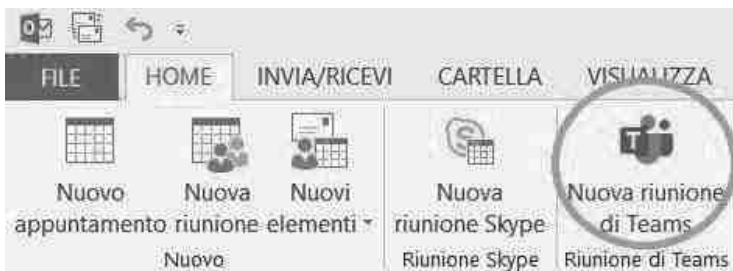 FILE HOME INVIA/RICEVI CARTELLA VISUALIZZA
Nuovo appuntamento
Nuova riunione
Nuovi elementi
Nuovo
Nuova riunione Skype
Riunione Skype
Nuova riunione di Teams
Riunione di Teams